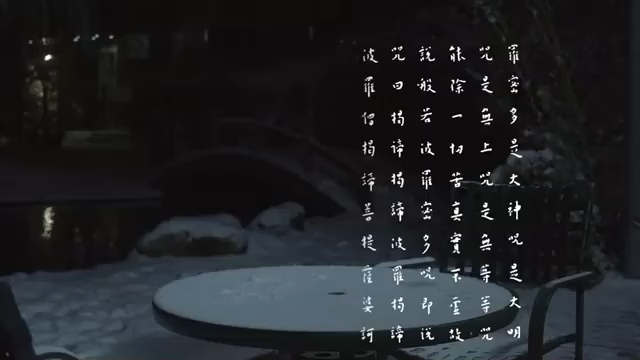 羅密多是大神咒是大明
咒是無上咒是無等等咒
能除一切苦真實不虛故
說般若波羅密多咒即說
咒曰揭諦揭諦波羅揭諦
波羅僧揭諦菩提薩婆訶